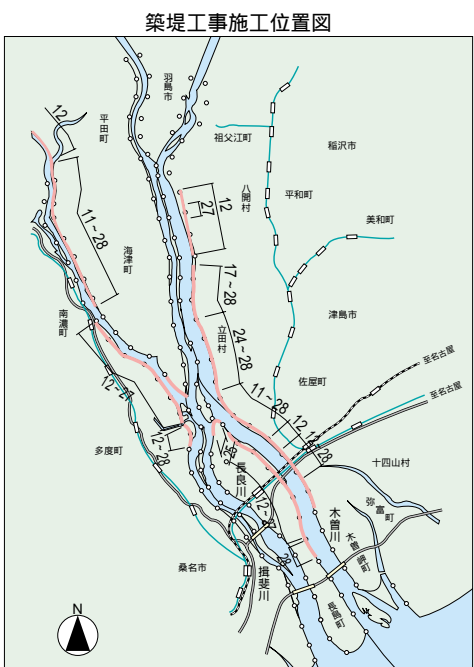 築堤工事施工位置図
羽島市
12
平田町
祖父江町
稲沢市
八開村
平和町
12
27
美和町
11~28
海津町
17~28
南濃町
立田村
24~28
津島市
至名古屋
佐屋町
至名古屋
12~27
11~28
12
多度町
12~28
28
十四山村
長良川
弥富町
12~27
木曽川
木曽岬町
桑名市
28
揖斐川
長島町
N